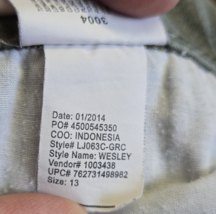 3004
Date: 01/2014
PO# 4500545350
COO: INDONESIA
Style# LJ063C-GRC
Style Name: WESLEY
Vendor# 1003438
UPC# 762731498982
Size: 13